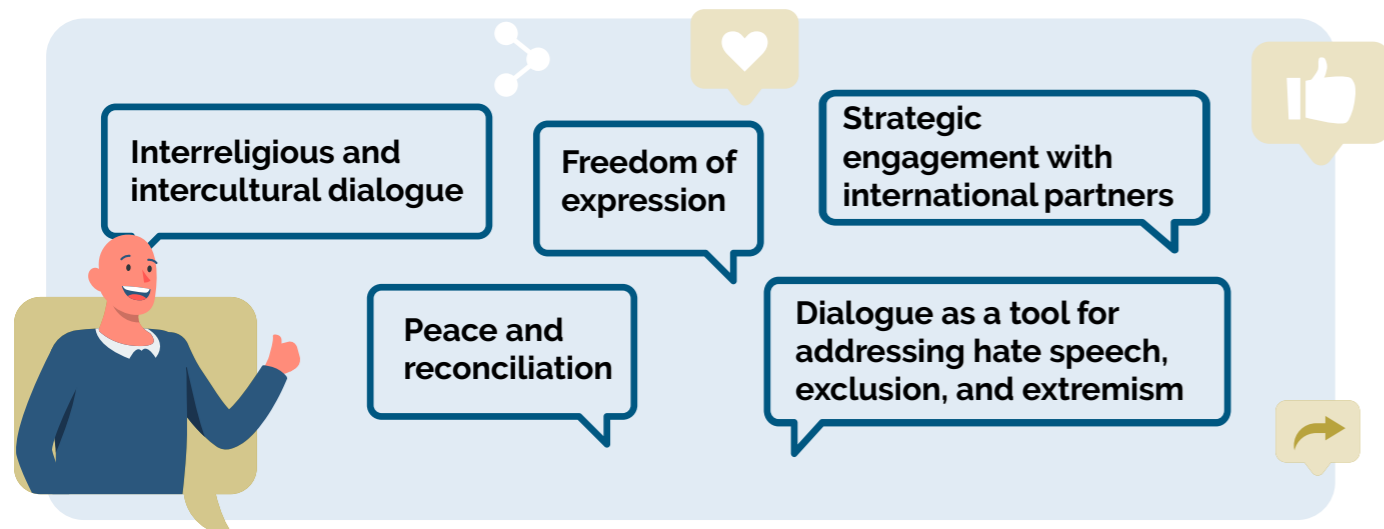 Interreligious and
intercultural dialogue
Freedom of
expression
Strategic
engagement with
international partners
Peace and
reconciliation
Dialogue as a tool for
addressing hate speech,
exclusion, and extremism